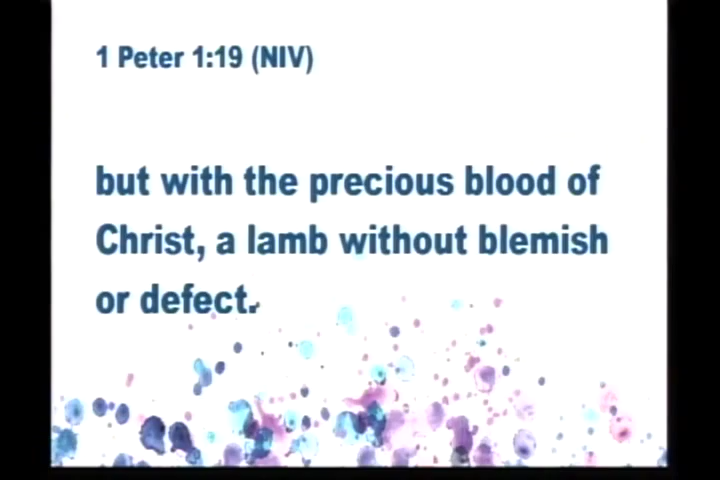 1 Peter 1:19 (NIV)
but with the precious blood of
Christ, a lamb without blemish
or defect.